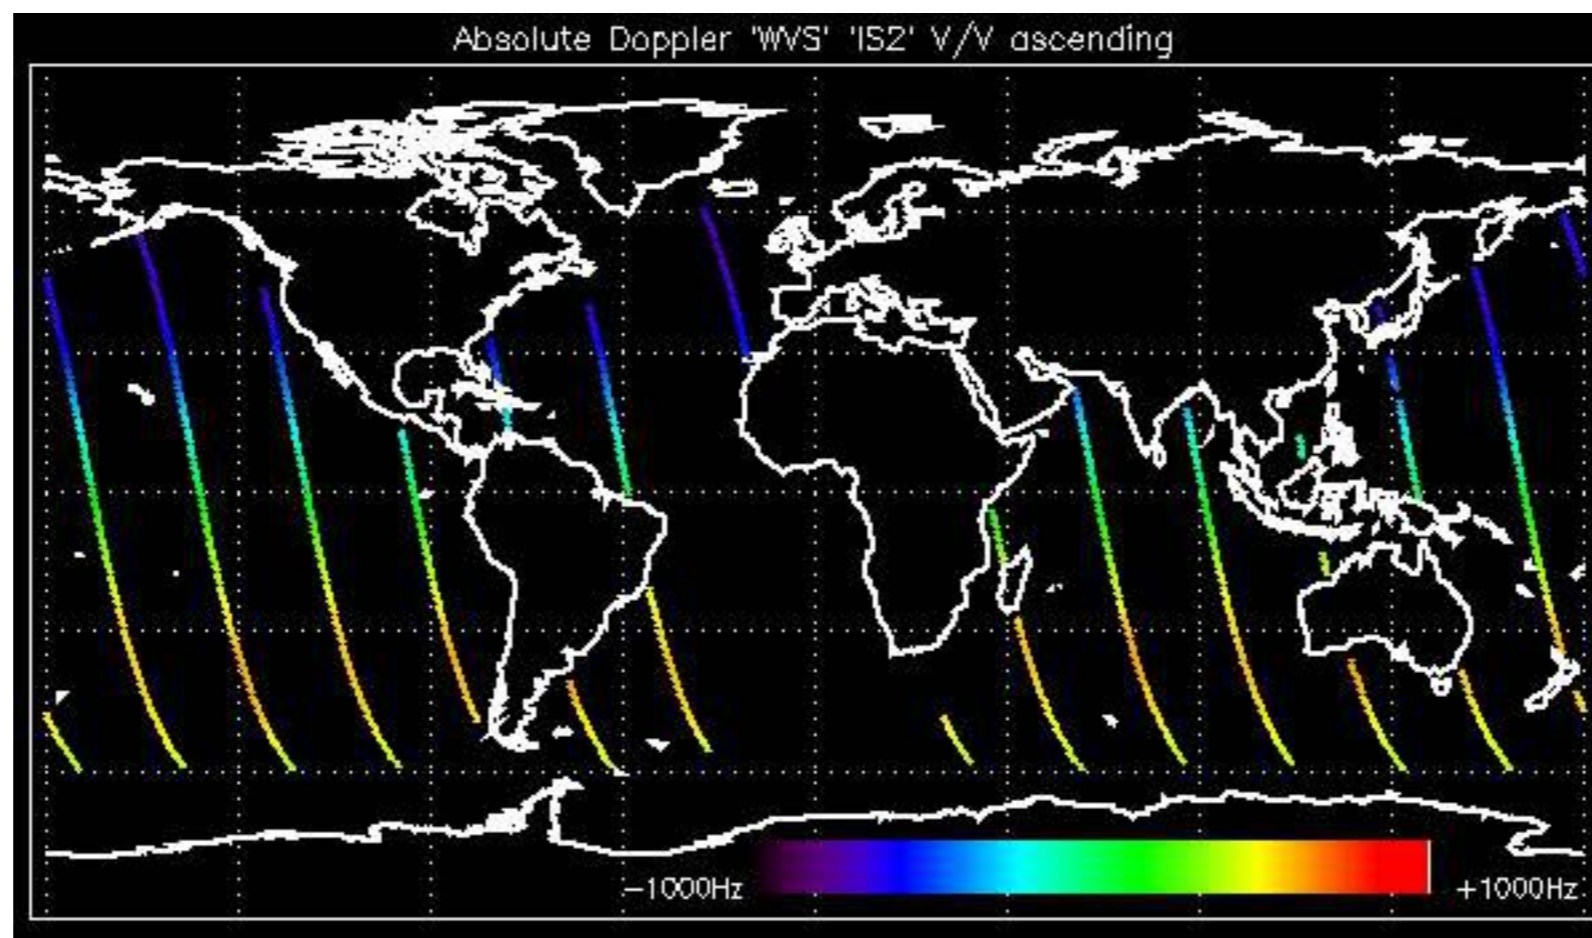 Absolute Doppler 'WVS' 'IS2' V/V ascending
−1000Hz
+1000Hz